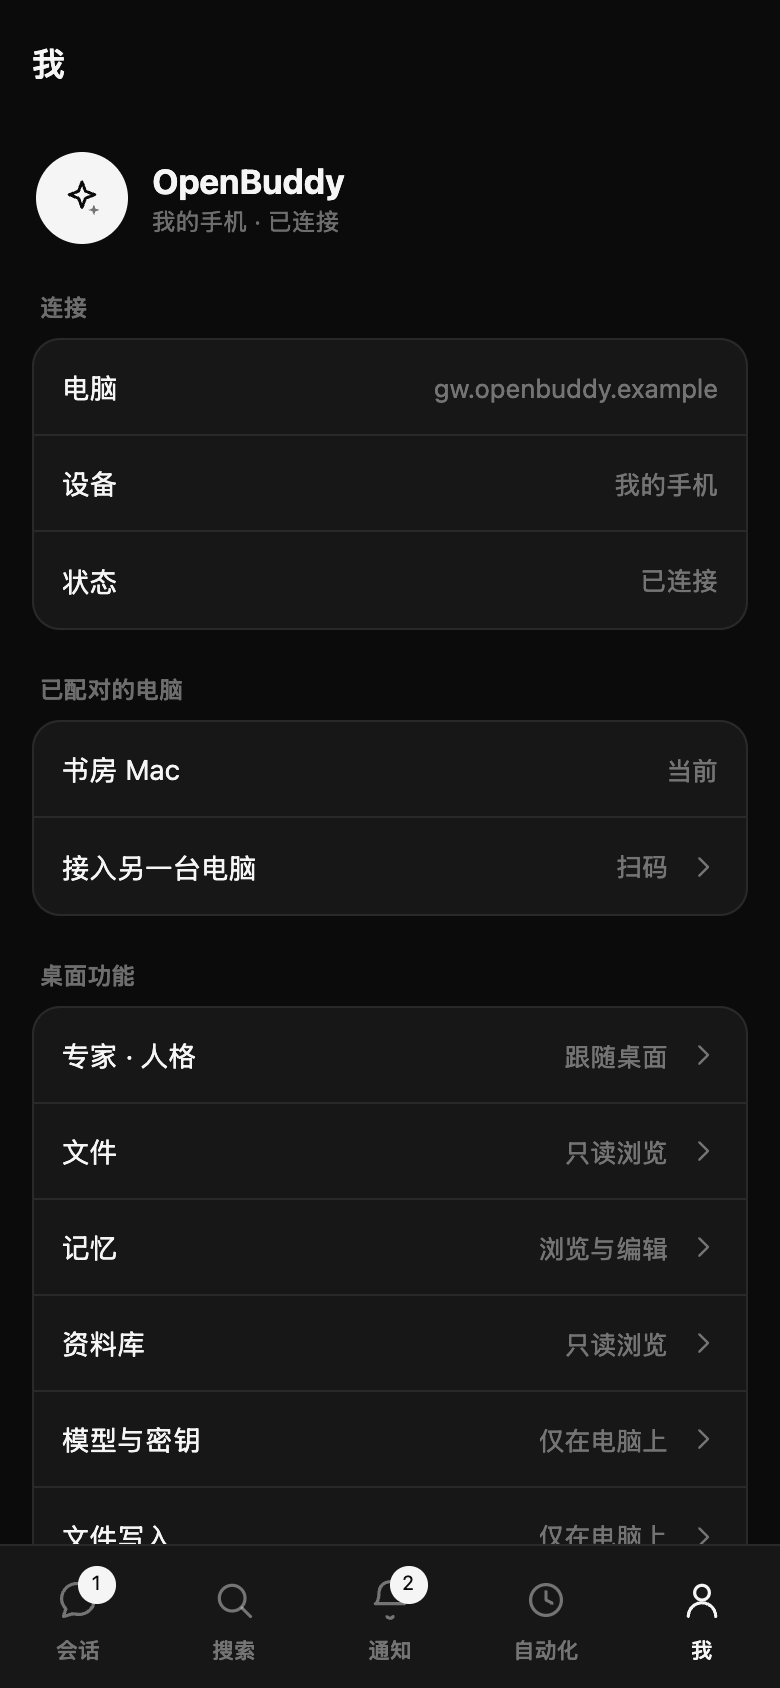 我
OpenBuddy
我的手机 · 已连接
连接
电脑 gw.openbuddy.example
设备 我的手机
状态 已连接
已配对的电脑
书房 Mac 当前
接入另一台电脑 扫码
桌面功能
专家 · 人格 跟随桌面
文件 只读浏览
记忆 浏览与编辑
资料库 只读浏览
模型与密钥 仅在电脑上
文件写入 仅在电脑上
1 2
会话 搜索 通知 自动化 我